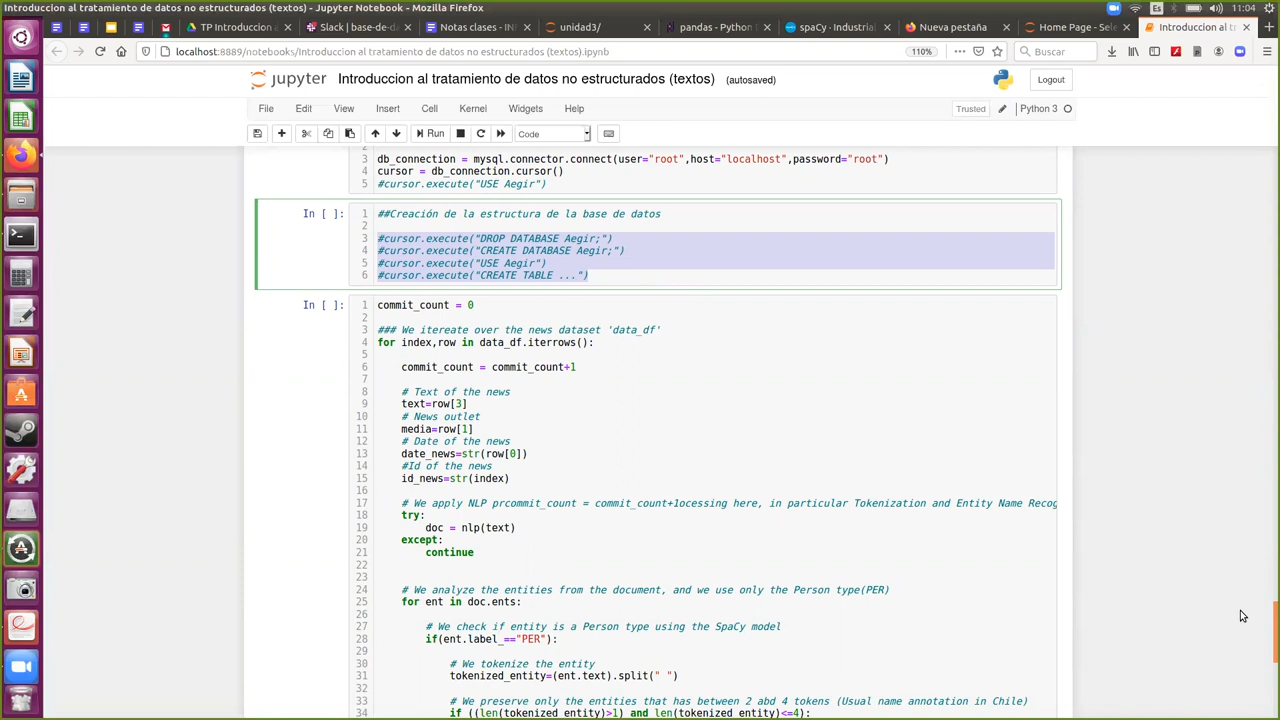 Introduccion al tratamiento de datos no estructurados (textos) - Jupyter Notebook - Mozilla Firefox
Es 11:04
TP Introduction a
Slack | base-de-da
Notedules - INE
unidad3/
pandas - Python
spaCy · Industrial
Nueva pestaña
Home Page - Sele
Introduccion al tr
localhost:8889/notebooks/Introduccion al tratamiento de datos no estructurados (textos).ipynb
110%
Buscar
jupyter Introduccion al tratamiento de datos no estructurados (textos) (autosaved)
Logout
File Edit View Insert Cell Kernel Widgets Help
Trusted Python 3
Run Code
2
3 db_connection = mysql.connector.connect(user="root",host="localhost",password="root")
4 cursor = db_connection.cursor()
5 #cursor.execute("USE Aegir")
In [ ]: 1 ##Creación de la estructura de la base de datos
2
3 #cursor.execute("DROP DATABASE Aegir;")
4 #cursor.execute("CREATE DATABASE Aegir;")
5 #cursor.execute("USE Aegir")
6 #cursor.execute("CREATE TABLE ...")
In [ ]: 1 commit_count = 0
2
3 ### We itereate over the news dataset 'data_df'
4 for index,row in data_df.iterrows():
5
6 commit_count = commit_count+1
7
8 # Text of the news
9 text=row[3]
10 # News outlet
11 media=row[1]
12 # Date of the news
13 date_news=str(row[0])
14 #Id of the news
15 id_news=str(index)
16
17 # We apply NLP prcommit_count = commit_count+1ocessing here, in particular Tokenization and Entity Name Recog
18 try:
19 doc = nlp(text)
20 except:
21 continue
22
23
24 # We analyze the entities from the document, and we use only the Person type(PER)
25 for ent in doc.ents:
26
27 # We check if entity is a Person type using the SpaCy model
28 if(ent.label_=="PER"):
29
30 # We tokenize the entity
31 tokenized_entity=(ent.text).split(" ")
32
33 # We preserve only the entities that has between 2 abd 4 tokens (Usual name annotation in Chile)
34 if ((len(tokenized_entity)>1) and len(tokenized_entity)<=4):